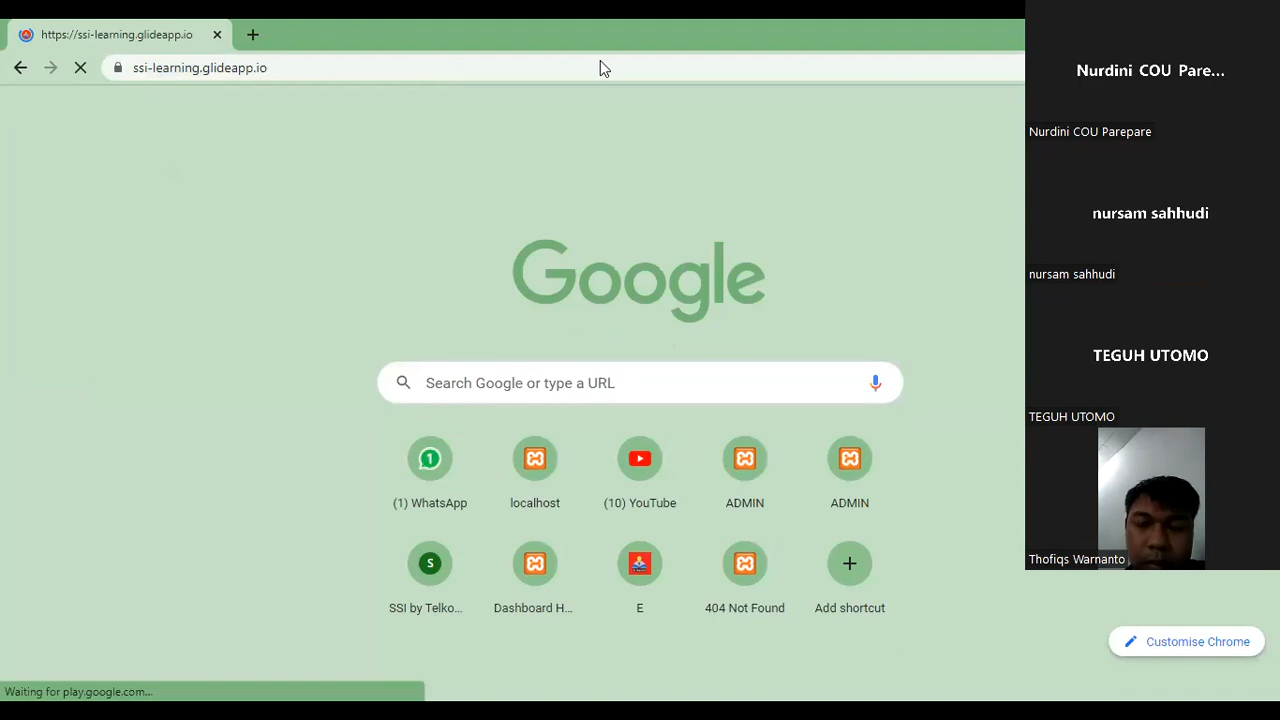 https://ssi-learning.glideapp.io
ssi-learning.glideapp.io
Google
Search Google or type a URL
1
(1) WhatsApp
localhost
(10) YouTube
ADMIN
ADMIN
S
SSI by Telko...
Dashboard H...
E
404 Not Found
Add shortcut
Customise Chrome
Waiting for play.google.com...
Nurdini COU Pare...
Nurdini COU Parepare
nursam sahhudi
nursam sahhudi
TEGUH UTOMO
TEGUH UTOMO
Thofiqs Warnanto